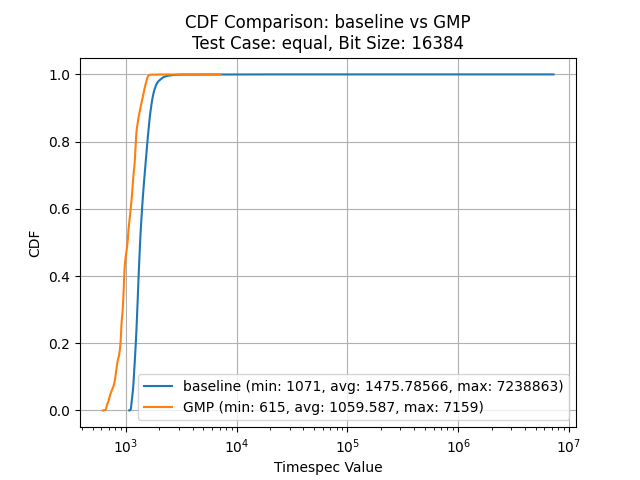 CDF Comparison: baseline vs GMP
Test Case: equal, Bit Size: 16384
CDF
1.0
0.8
0.6
0.4
0.2
0.0
baseline (min: 1071, avg: 1475.78566, max: 7238863)
GMP (min: 615, avg: 1059.587, max: 7159)
10³ 10⁴ 10⁵ 10⁶ 10⁷
Timespec Value